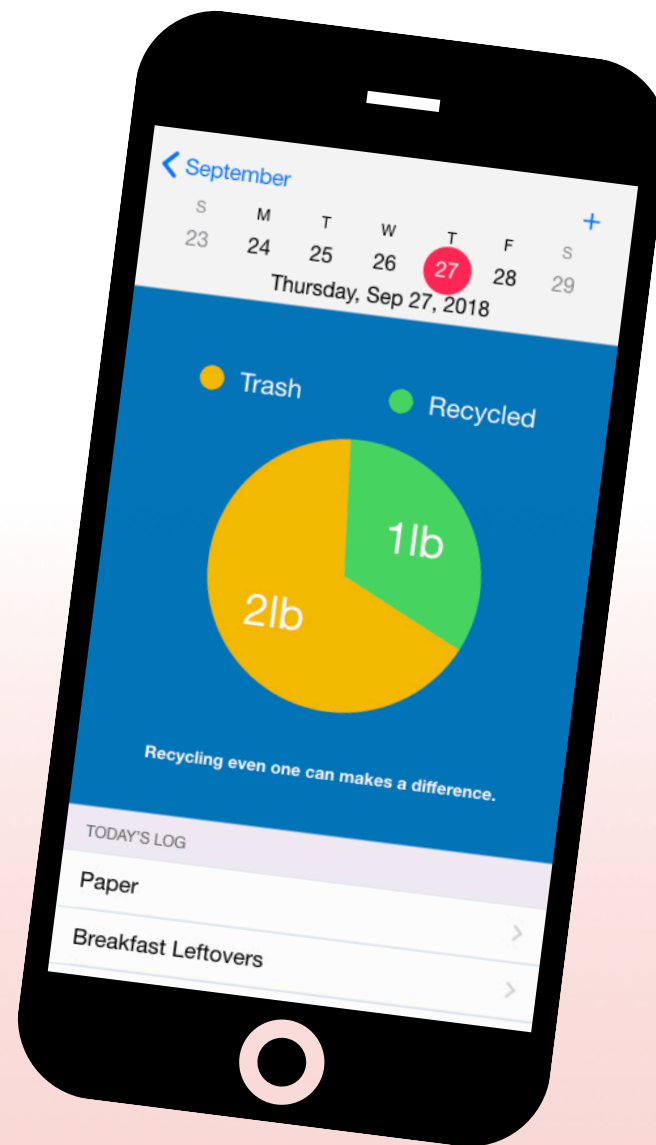 September
+
S M T W T F S
23 24 25 26 27 28 29
Thursday, Sep 27, 2018
Trash Recycled
1lb
2lb
Recycling even one can makes a difference.
TODAY'S LOG
Paper
Breakfast Leftovers